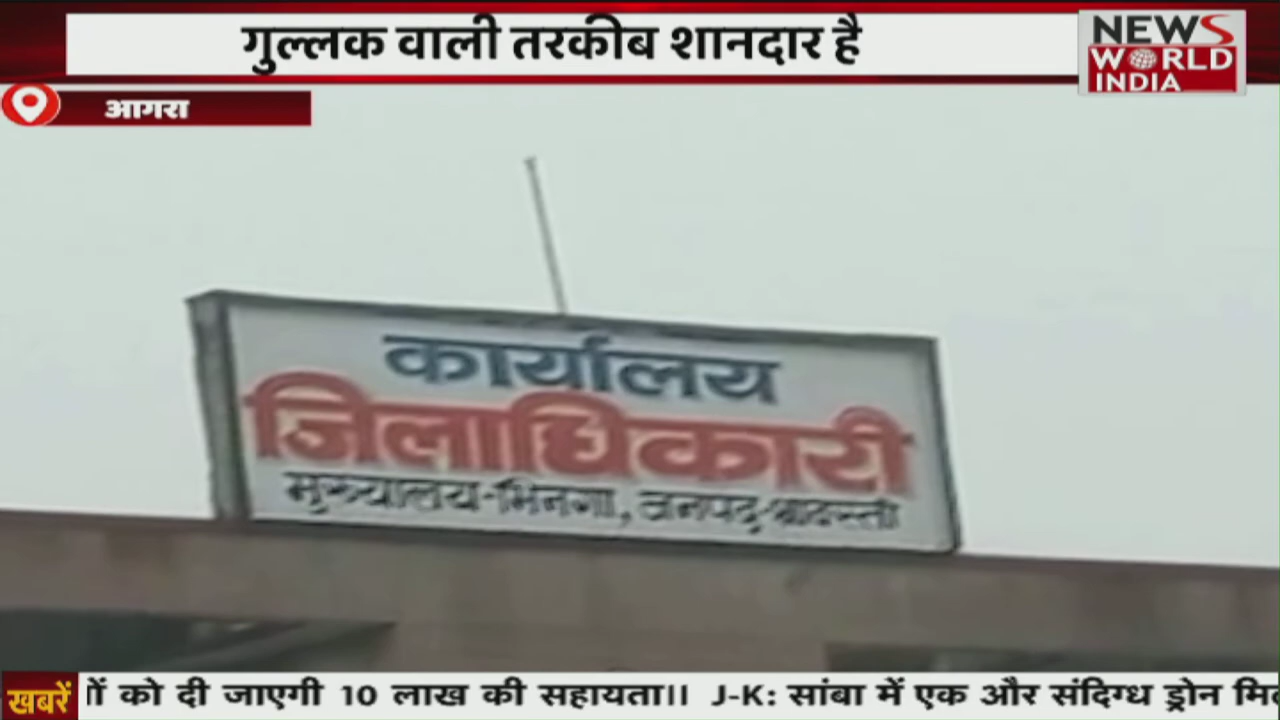 गुल्लक वाली तरकीब शानदार है
NEWS
WORLD
INDIA
आगरा
कार्यालय
जिलाधिकारी
मुख्यालय-भिनगा, जनपद-श्रावस्ती
खबरें
ों को दी जाएगी 10 लाख की सहायता।। J-K: सांबा में एक और संदिग्ध ड्रोन